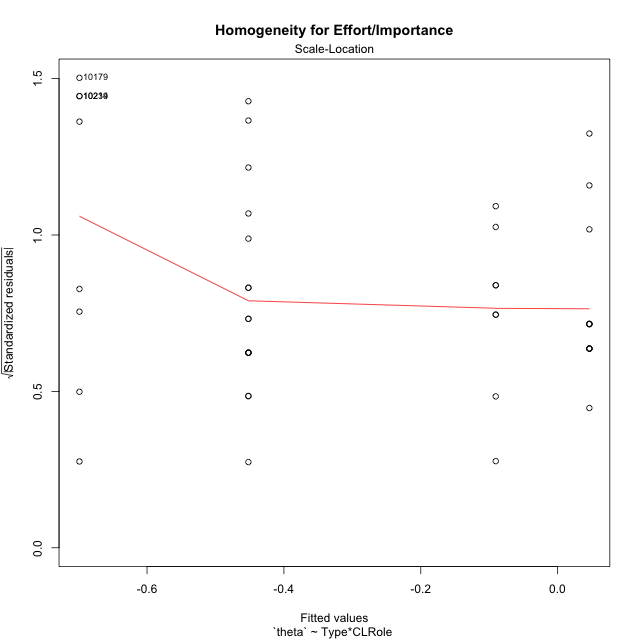 Homogeneity for Effort/Importance
Scale-Location
√|Standardized residuals|
1.5
1.0
0.5
0.0
10179
-0.6
-0.4
-0.2
0.0
Fitted values
`theta` ~ Type*CLRole